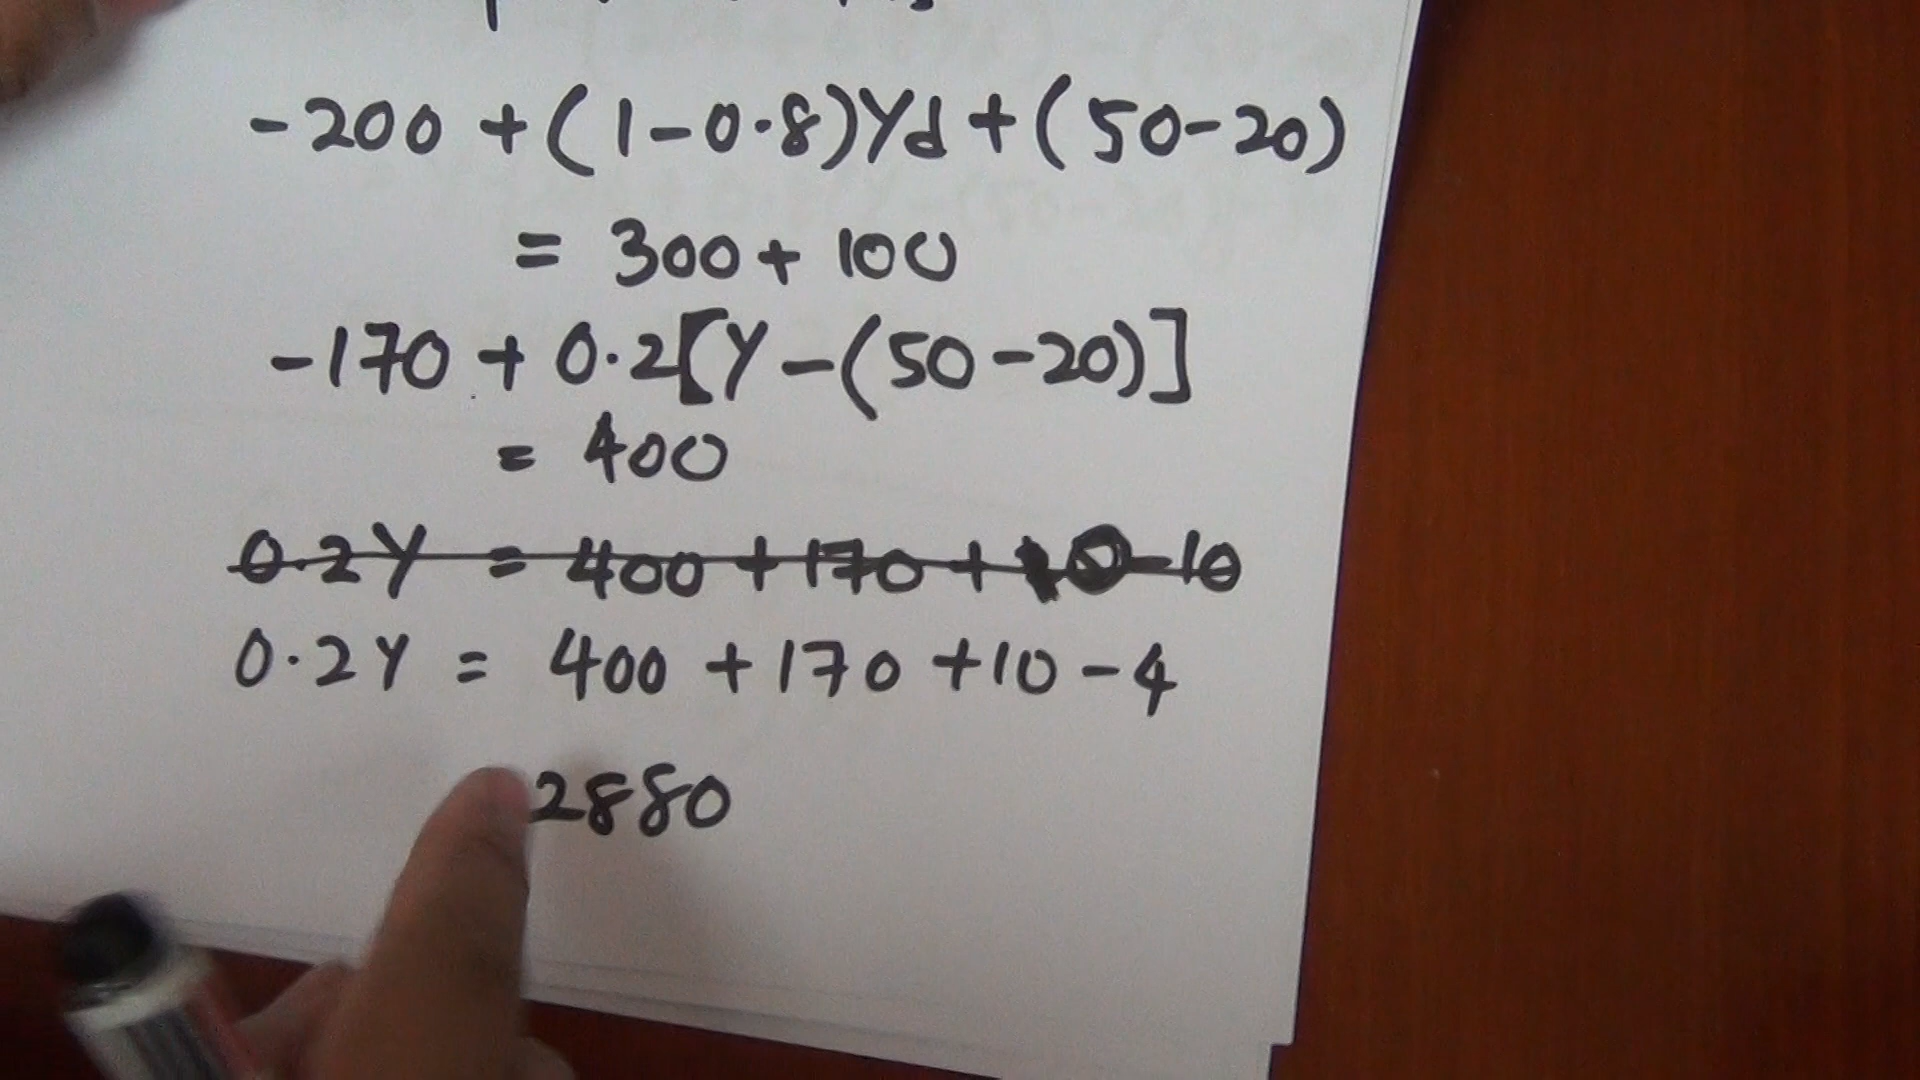 -200 + (1-0.8)Yd + (50-20)
= 300 + 100
-170 + 0.2[Y-(50-20)]
= 400
0.2Y = 400 + 170 + 10 - 10
0.2Y = 400 + 170 + 10 - 4
2880